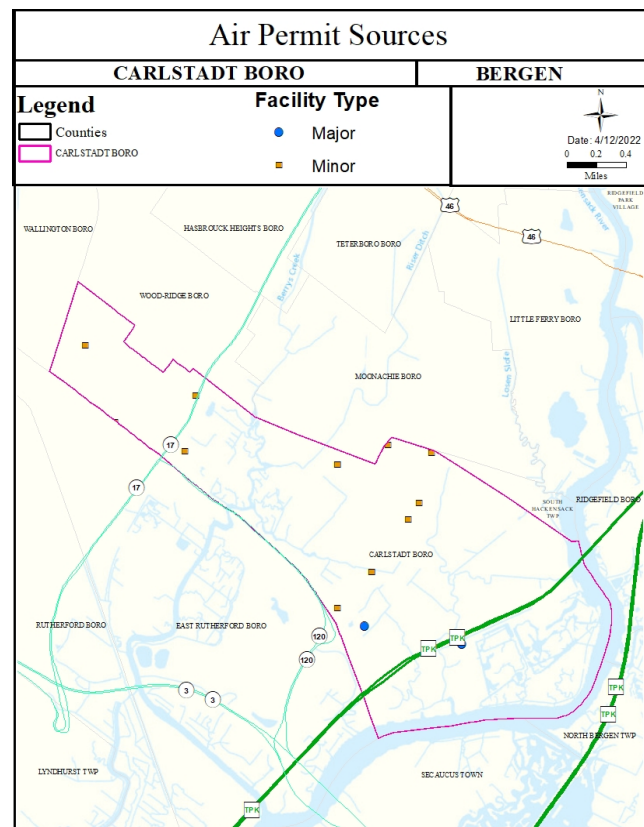 Air Permit Sources
CARLSTADT BORO
BERGEN
Legend
Counties
CARLSTADT BORO
Facility Type
Major
Minor
N
Date: 4/12/2022
0 0.2 0.4
Miles
RIDGEFIELD
PARK
VILLAGE
46
WALLINGTON BORO
HASBROUCK HEIGHTS BORO
TETERBORO BORO
46
Riser Ditch
Berrys Creek
WOOD-RIDGE BORO
LITTLE FERRY BORO
Losen Slote
MOONACHIE BORO
17
17
SOUTH
HACKENSACK
TWP
RIDGEFIELD BORO
CARLSTADT BORO
RUTHERFORD BORO
EAST RUTHERFORD BORO
120
120
TPK
TPK
3
3
TPK
TPK
NORTH BERGEN TWP
LYNDHURST TWP
SECAUCUS TOWN
TPK